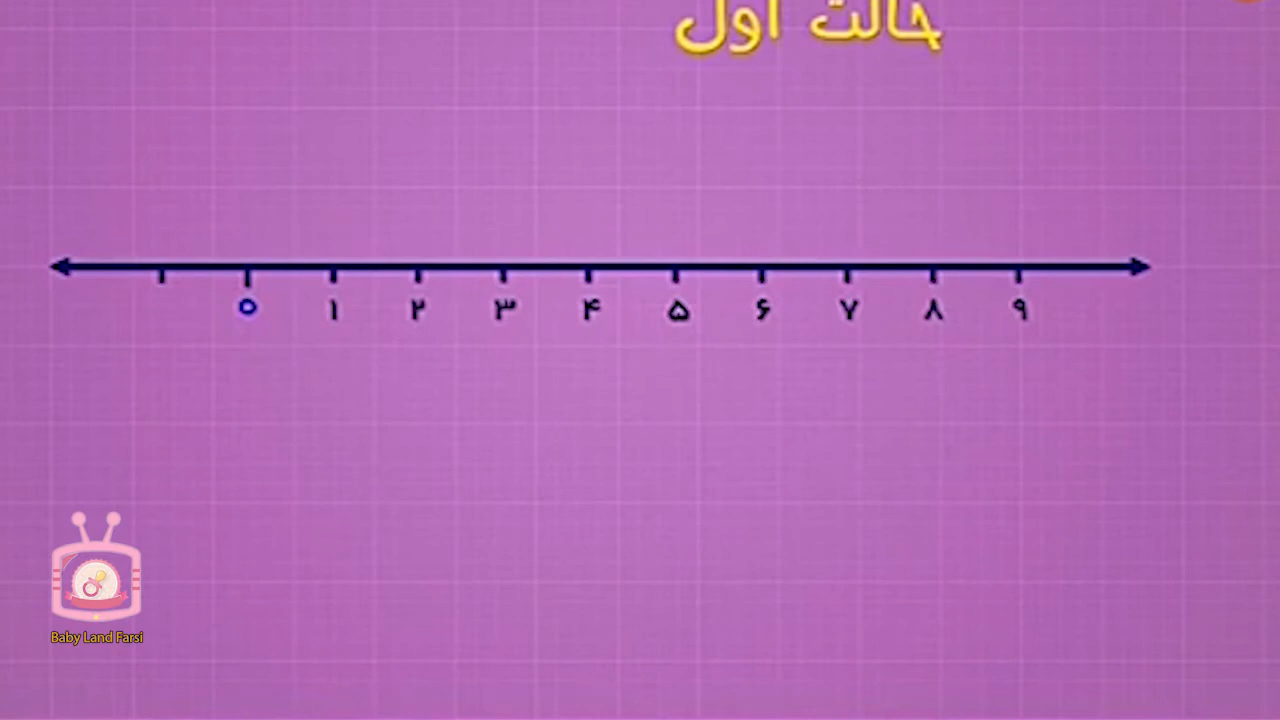 حالت اول
۰ ۱ ۲ ۳ ۴ ۵ ۶ ۷ ۸ ۹
Baby Land Farsi